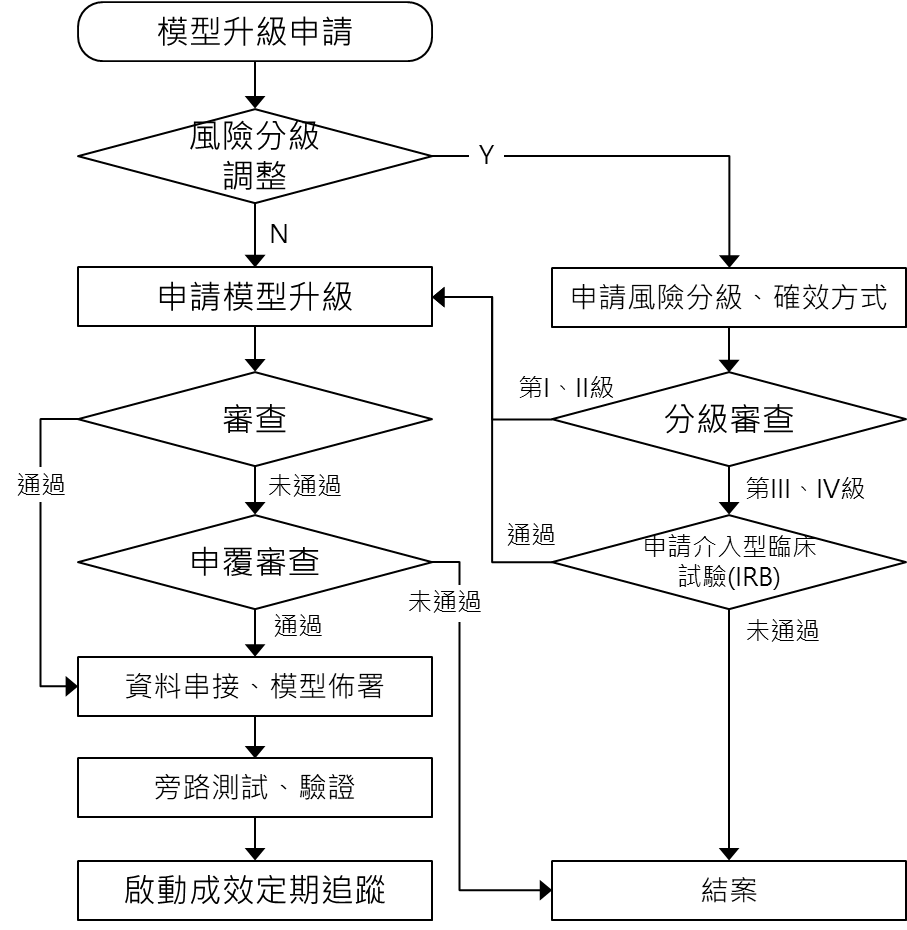 模型升級申請
風險分級
調整
Y
N
申請模型升級
申請風險分級、確效方式
第I、II級
審查
分級審查
通過
未通過
第III、IV級
通過
申覆審查
申請介入型臨床
試驗(IRB)
未通過
通過
未通過
資料串接、模型佈署
旁路測試、驗證
啟動成效定期追蹤
結案